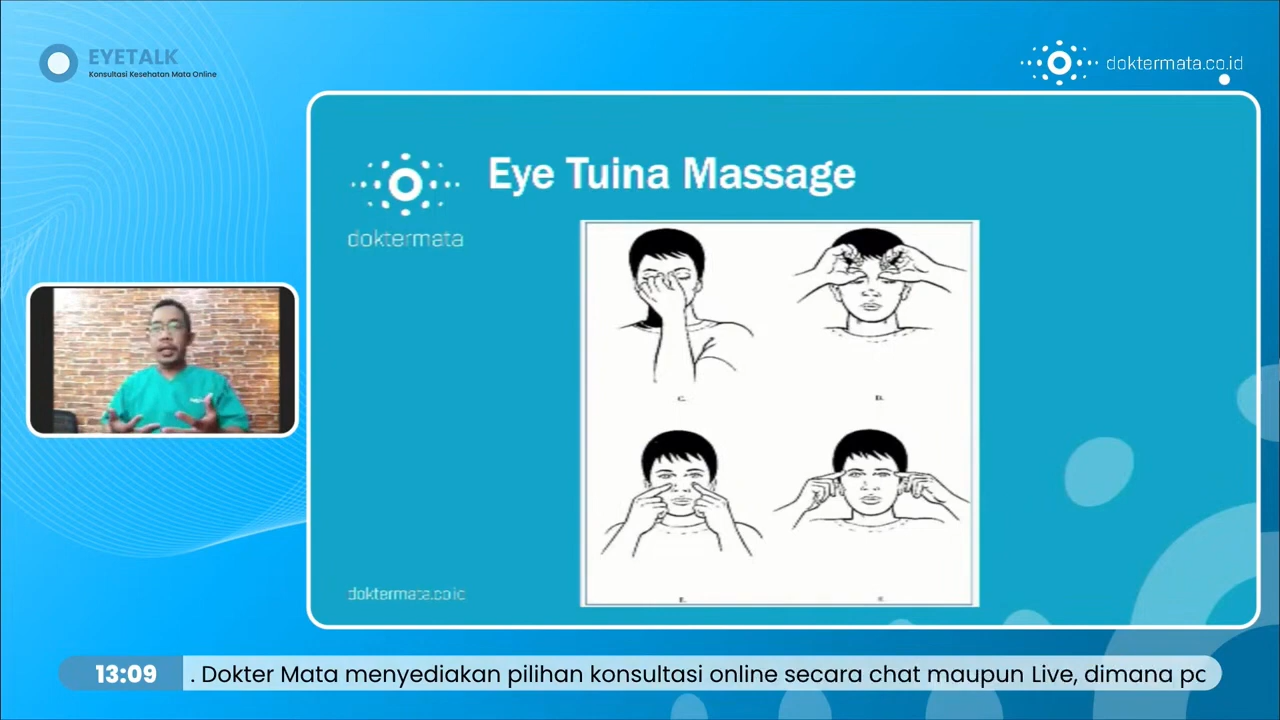 EYETALK
Konsultasi Kesehatan Mata Online
doktermata.co.id
Eye Tuina Massage
doktermata
C.
D.
E.
doktermata.co.id
13:09
. Dokter Mata menyediakan pilihan konsultasi online secara chat maupun Live, dimana